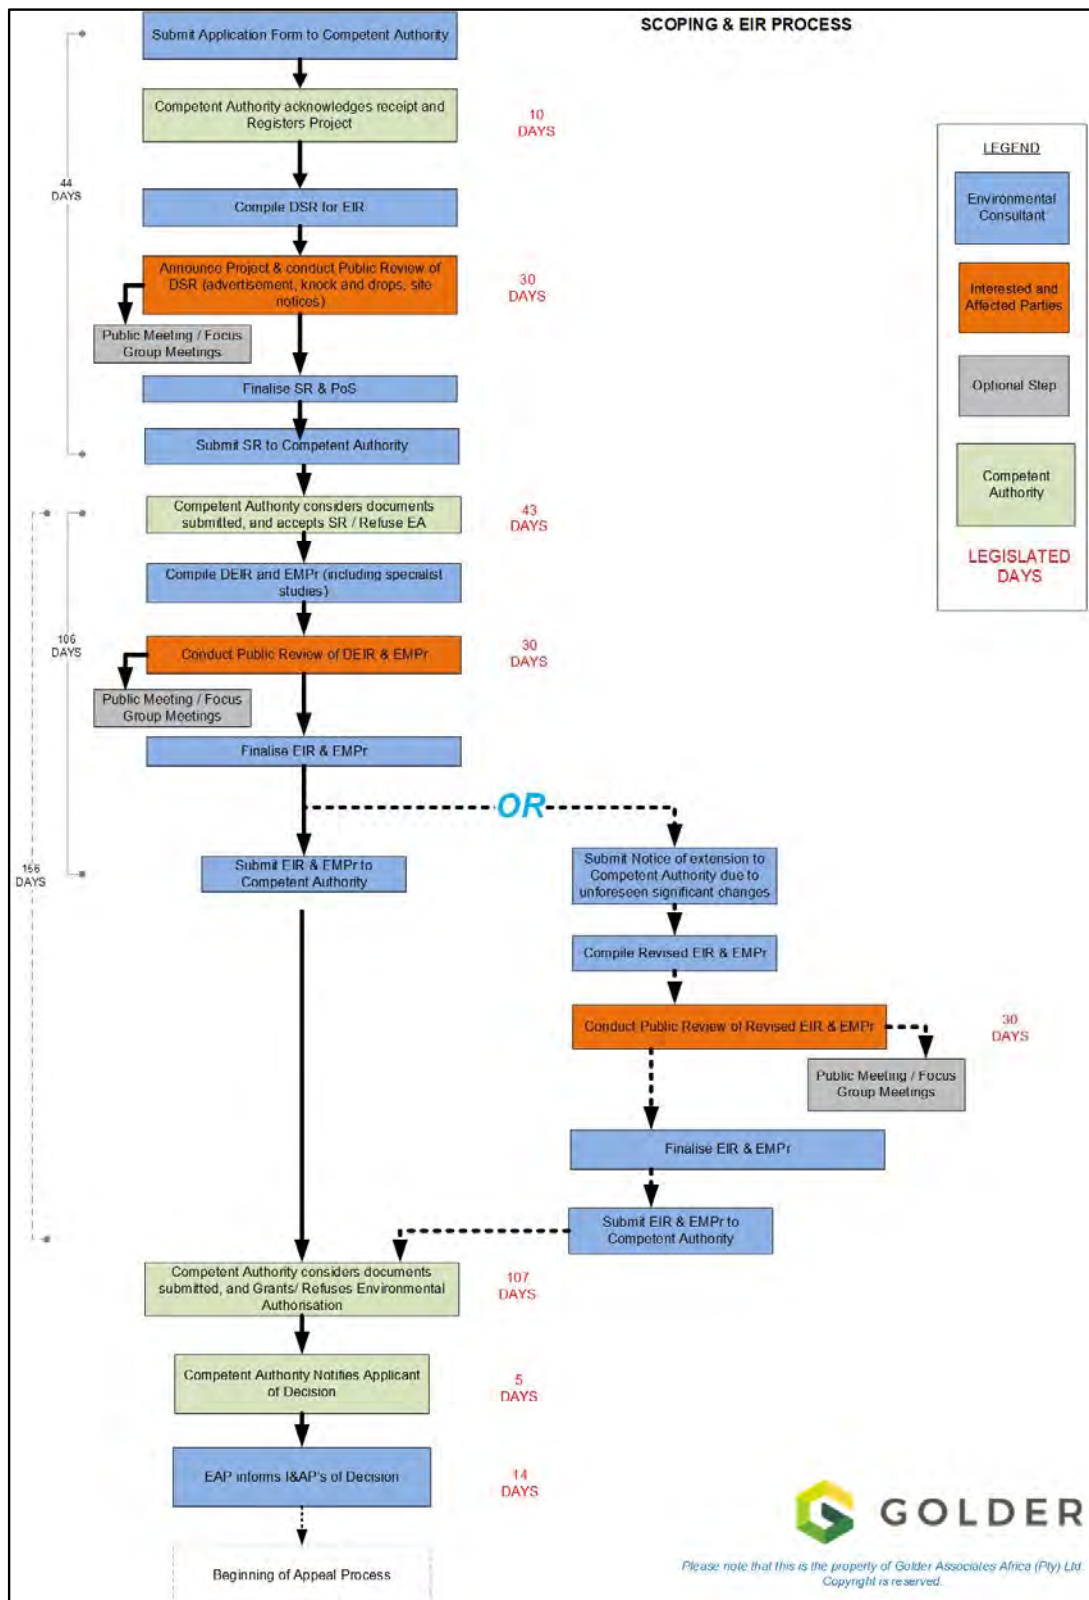 SCOPING & EIR PROCESS
Submit Application Form to Competent Authority
Competent Authority acknowledges receipt and
Registers Project
10
DAYS
44
DAYS
Compile DSR for EIR
Announce Project & conduct Public Review of
DSR (advertisement, knock and drops, site
notices)
30
DAYS
Public Meeting / Focus
Group Meetings
Finalise SR & PoS
Submit SR to Competent Authority
Competent Authority considers documents
submitted, and accepts SR / Refuse EA
43
DAYS
Compile DEIR and EMPr (including specialist
studies)
106
DAYS
Conduct Public Review of DEIR & EMPr
30
DAYS
Public Meeting / Focus
Group Meetings
Finalise EIR & EMPr
OR
156
DAYS
Submit EIR & EMPr to
Competent Authority
Submit Notice of extension to
Competent Authority due to
unforeseen significant changes
Compile Revised EIR & EMPr
Conduct Public Review of Revised EIR & EMPr
30
DAYS
Public Meeting / Focus
Group Meetings
Finalise EIR & EMPr
Submit EIR & EMPr to
Competent Authority
Competent Authority considers documents
submitted, and Grants/ Refuses Environmental
Authorisation
107
DAYS
Competent Authority Notifies Applicant
of Decision
5
DAYS
EAP informs I&AP's of Decision
14
DAYS
Beginning of Appeal Process
LEGEND
Environmental
Consultant
Interested and
Affected Parties
Optional Step
Competent
Authority
LEGISLATED
DAYS
GOLDER
Please note that this is the property of Golder Associates Africa (Pty) Ltd.
Copyright is reserved.